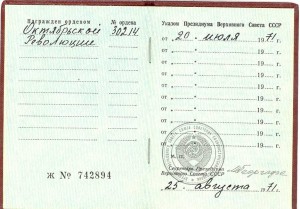 Награжден орденом
№ ордена
Октябрьской
30214
Революции
ж № 742894
Указом Президиума Верховного Совета СССР
от „20“ июля 1971 г.
от „ “ 19 г.
от „ “ 19 г.
от „ “ 19 г.
от „ “ 19 г.
от „ “ 19 г.
от „ “ 19 г.
от „ “ 19 г.
от „ “ 19 г.
М. П.
Секретарь Президиума
Верховного Совета СССР
„25“ августа 1971 г.